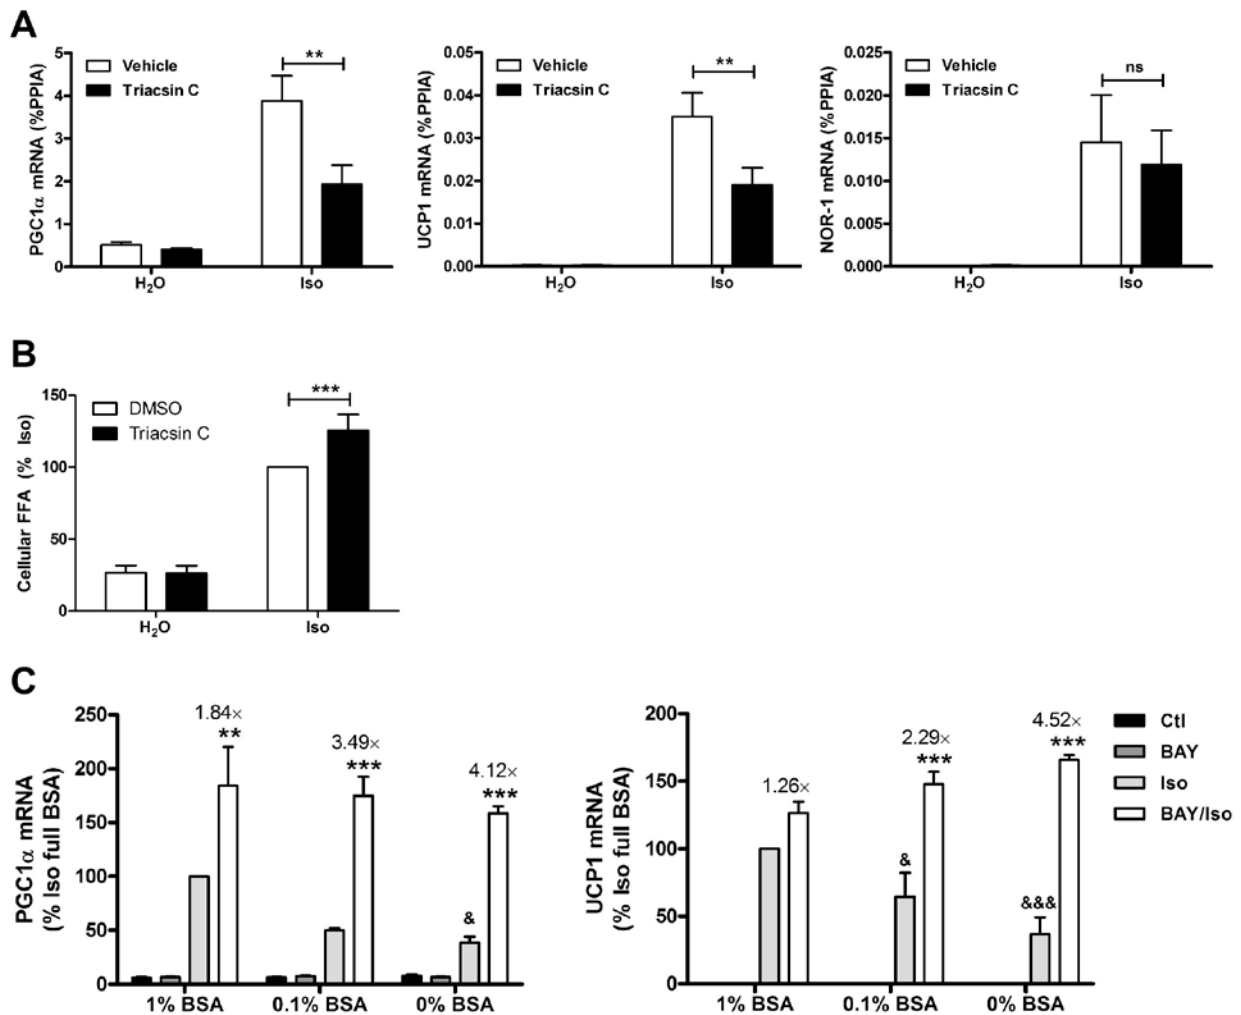 A
PGC1α mRNA (%PPIA)
5
4
3
2
1
0
Vehicle
Triacsin C
**
H2O
Iso
UCP1 mRNA (%PPIA)
0.05
0.04
0.03
0.02
0.01
0.00
Vehicle
Triacsin C
**
H2O
Iso
NOR-1 mRNA (%PPIA)
0.025
0.020
0.015
0.010
0.005
0.000
Vehicle
Triacsin C
ns
H2O
Iso
B
Cellular FFA (% Iso)
150
100
50
0
DMSO
Triacsin C
***
H2O
Iso
C
PGC1α mRNA
(% Iso full BSA)
250
200
150
100
50
0
1.84×
**
3.49×
***
4.12×
***
&
1% BSA
0.1% BSA
0% BSA
UCP1 mRNA
(% Iso full BSA)
200
150
100
50
0
1.26×
2.29×
***
&
4.52×
***
&&&
1% BSA
0.1% BSA
0% BSA
Ctl
BAY
Iso
BAY/Iso